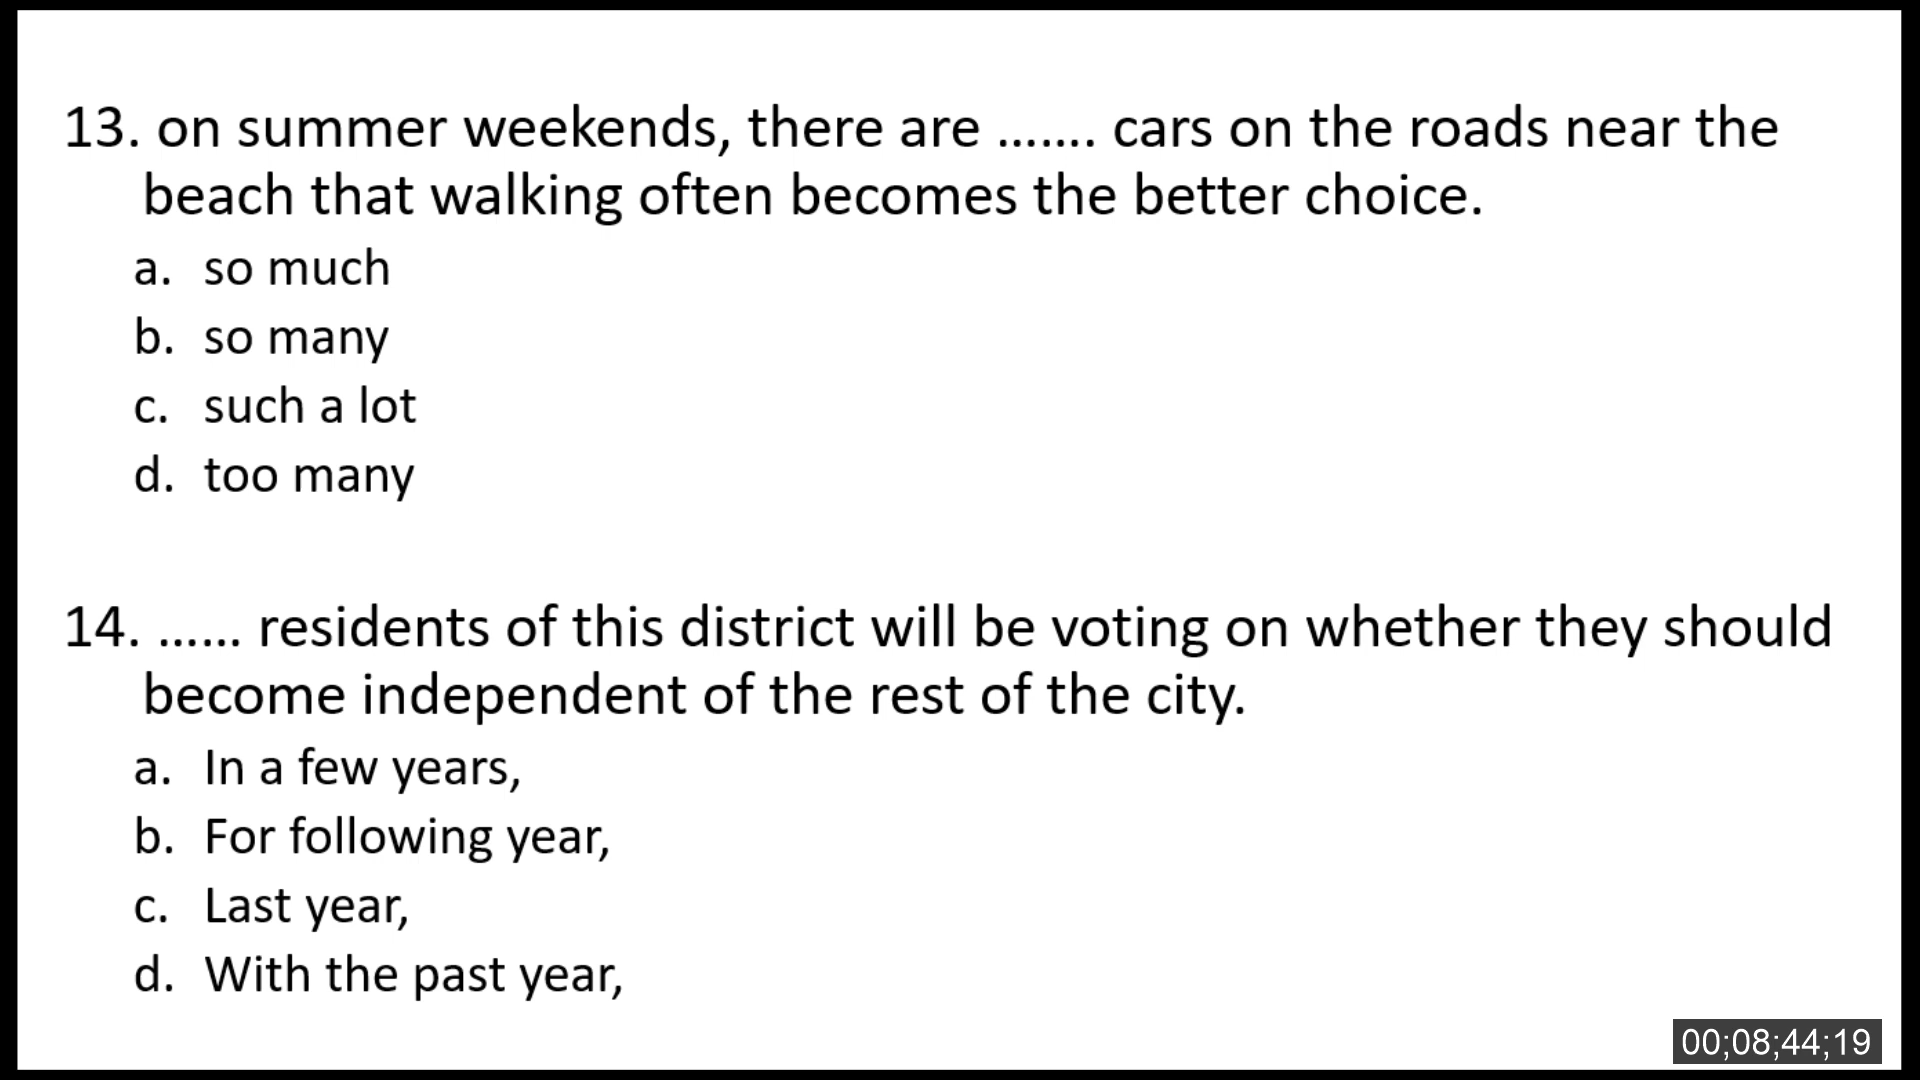 13. on summer weekends, there are ....... cars on the roads near the
beach that walking often becomes the better choice.
a. so much
b. so many
c. such a lot
d. too many
14. ...... residents of this district will be voting on whether they should
become independent of the rest of the city.
a. In a few years,
b. For following year,
c. Last year,
d. With the past year,
00;08;44;19